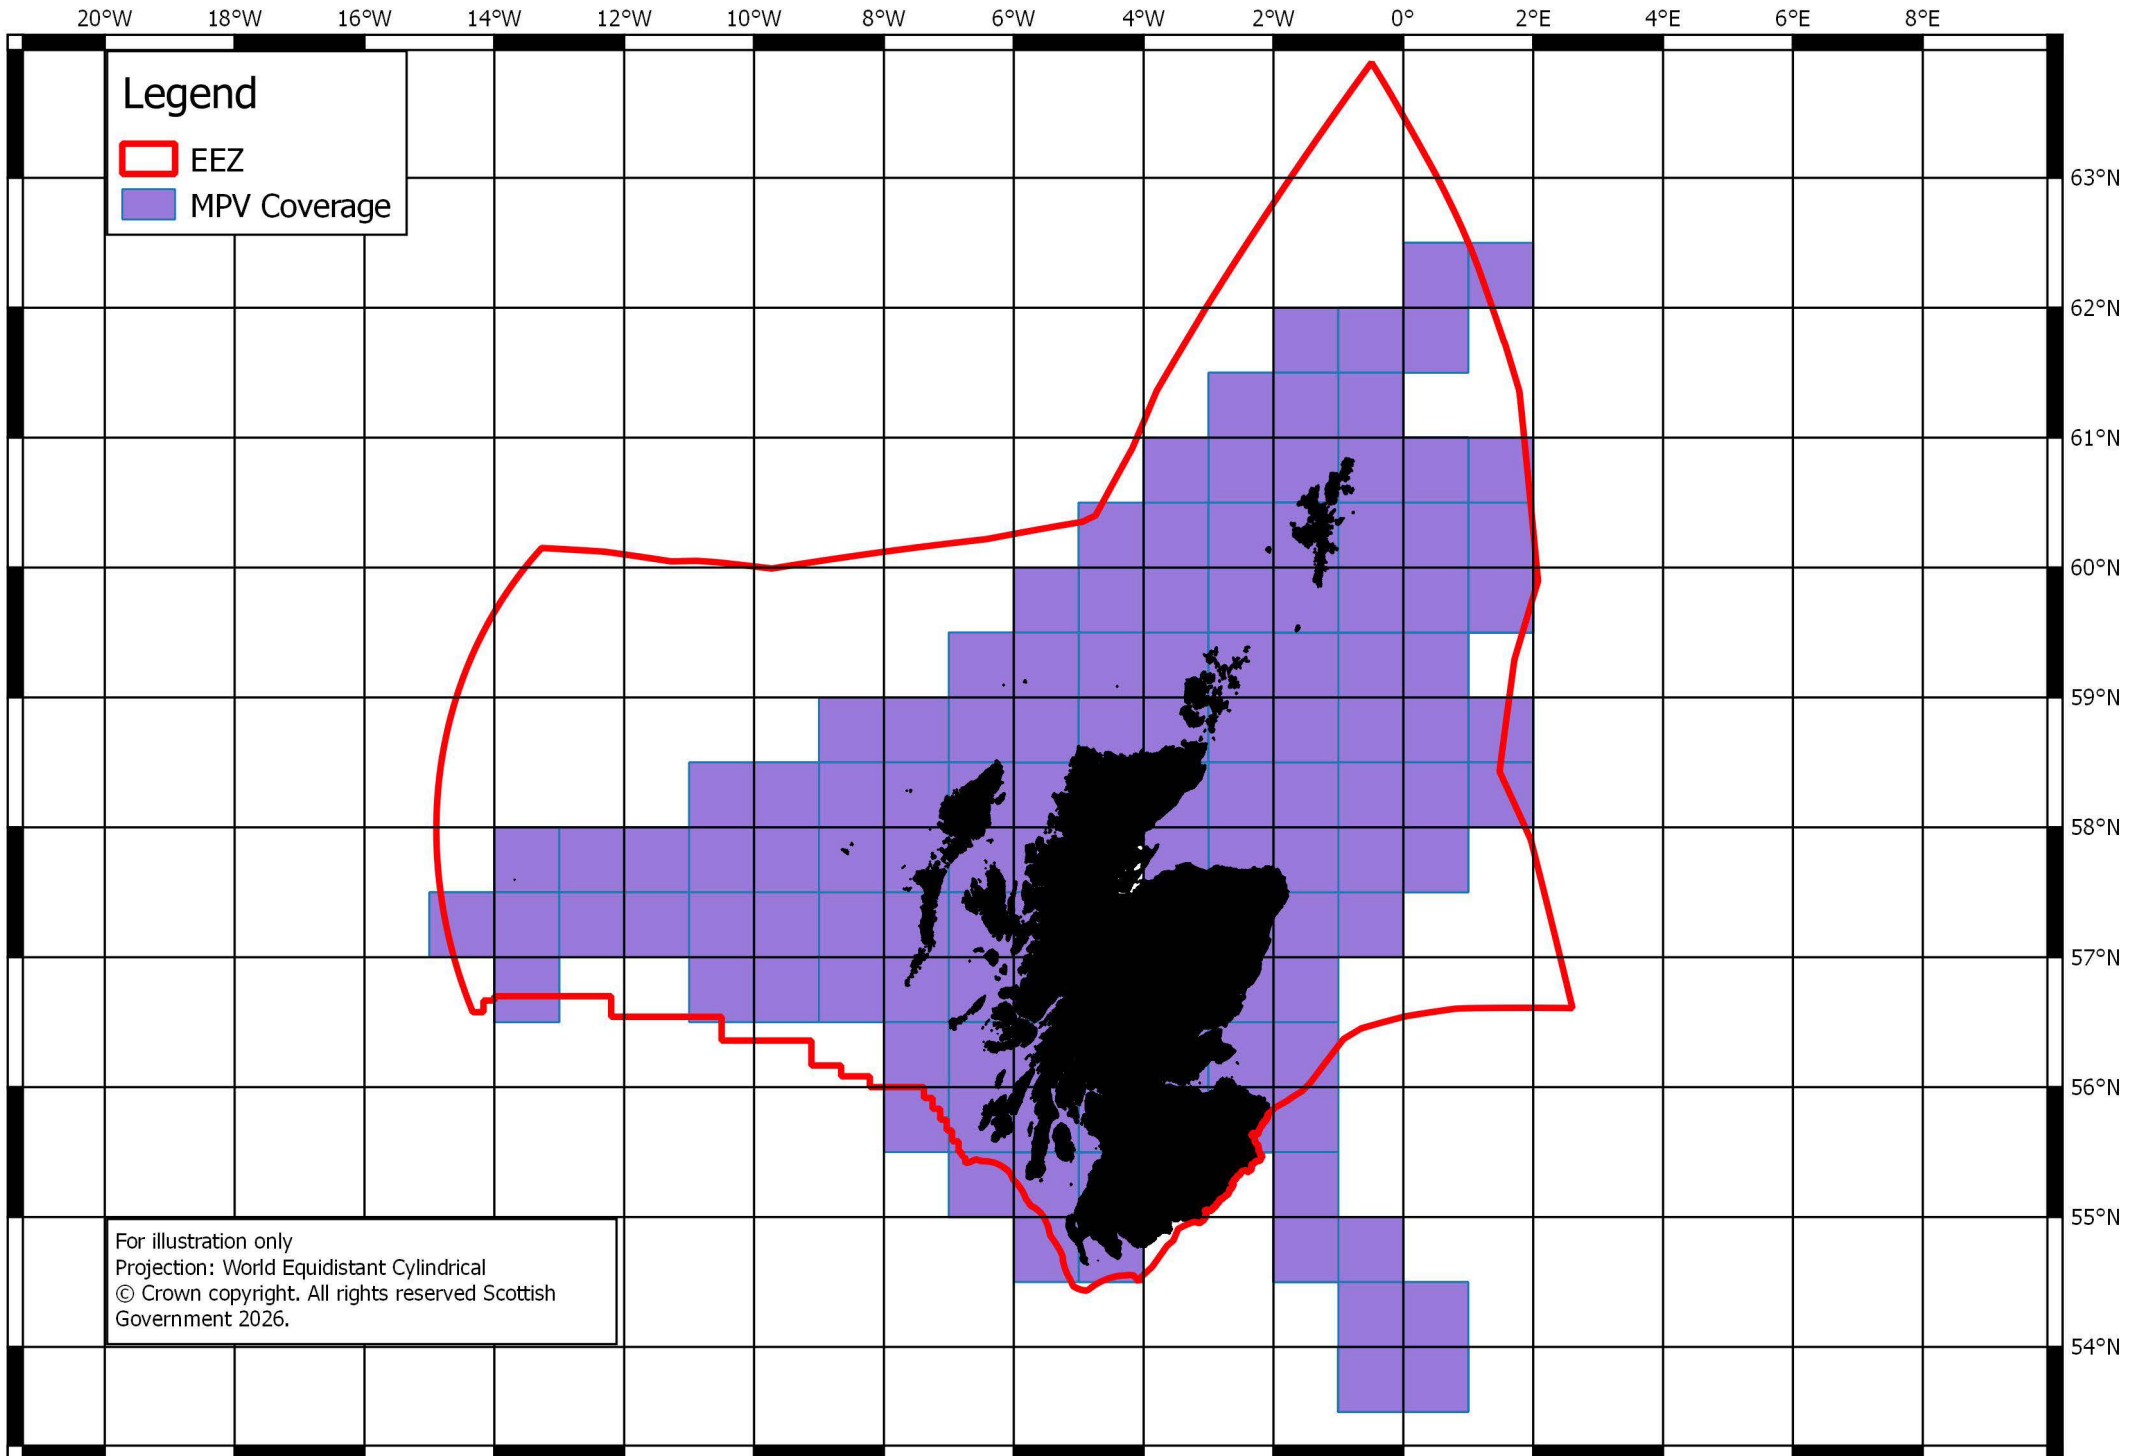 20°W 18°W 16°W 14°W 12°W 10°W 8°W 6°W 4°W 2°W 0° 2°E 4°E 6°E 8°E
Legend
EEZ
MPV Coverage
63°N
62°N
61°N
60°N
59°N
58°N
57°N
56°N
55°N
54°N
For illustration only
Projection: World Equidistant Cylindrical
© Crown copyright. All rights reserved Scottish
Government 2026.